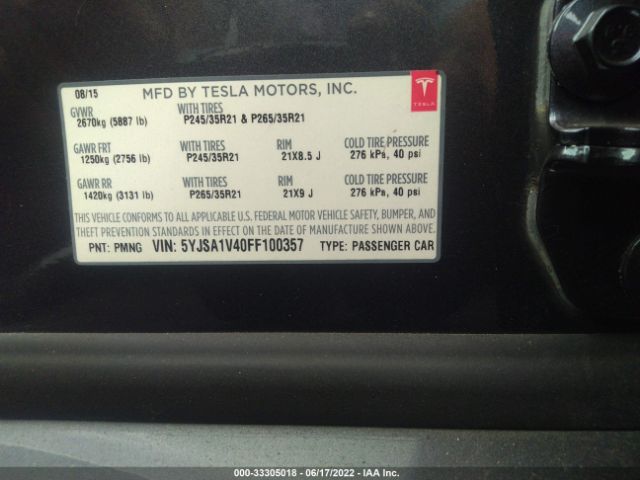 08/15 MFD BY TESLA MOTORS, INC.
TESLA
GVWR WITH TIRES
2670kg (5887 lb) P245/35R21 & P265/35R21
GAWR FRT WITH TIRES RIM COLD TIRE PRESSURE
1250kg (2756 lb) P245/35R21 21X8.5 J 276 kPa, 40 psi
GAWR RR WITH TIRES RIM COLD TIRE PRESSURE
1420kg (3131 lb) P265/35R21 21X9 J 276 kPa, 40 psi
THIS VEHICLE CONFORMS TO ALL APPLICABLE U.S. FEDERAL MOTOR VEHICLE SAFETY, BUMPER, AND
THEFT PREVENTION STANDARDS IN EFFECT ON THE DATE OF MANUFACTURE SHOWN ABOVE.
PNT: PMNG VIN: 5YJSA1V40FF100357 TYPE: PASSENGER CAR
000-33305018 - 06/17/2022 - IAA Inc.